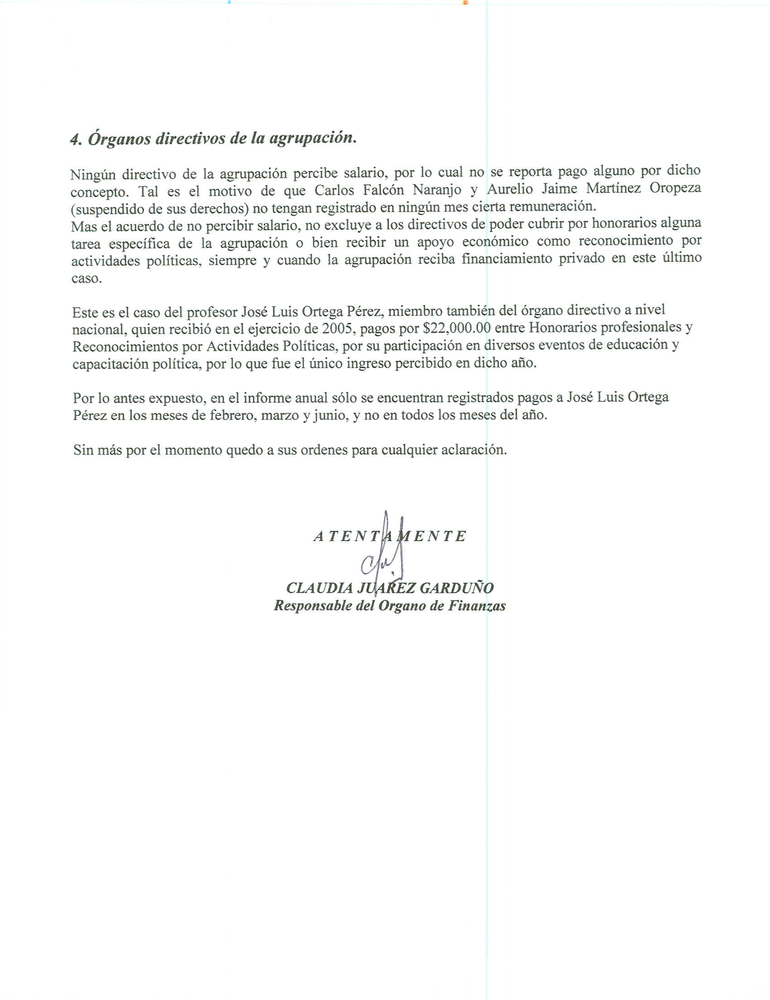 4. Órganos directivos de la agrupación.
Ningún directivo de la agrupación percibe salario, por lo cual no se reporta pago alguno por dicho
concepto. Tal es el motivo de que Carlos Falcón Naranjo y Aurelio Jaime Martínez Oropeza
(suspendido de sus derechos) no tengan registrado en ningún mes cierta remuneración.
Mas el acuerdo de no percibir salario, no excluye a los directivos de poder cubrir por honorarios alguna
tarea específica de la agrupación o bien recibir un apoyo económico como reconocimiento por
actividades políticas, siempre y cuando la agrupación reciba financiamiento privado en este último
caso.
Este es el caso del profesor José Luis Ortega Pérez, miembro también del órgano directivo a nivel
nacional, quien recibió en el ejercicio de 2005, pagos por $22,000.00 entre Honorarios profesionales y
Reconocimientos por Actividades Políticas, por su participación en diversos eventos de educación y
capacitación política, por lo que fue el único ingreso percibido en dicho año.
Por lo antes expuesto, en el informe anual sólo se encuentran registrados pagos a José Luis Ortega
Pérez en los meses de febrero, marzo y junio, y no en todos los meses del año.
Sin más por el momento quedo a sus ordenes para cualquier aclaración.
A T E N T A M E N T E
CLAUDIA JUAREZ GARDUÑO
Responsable del Organo de Finanzas